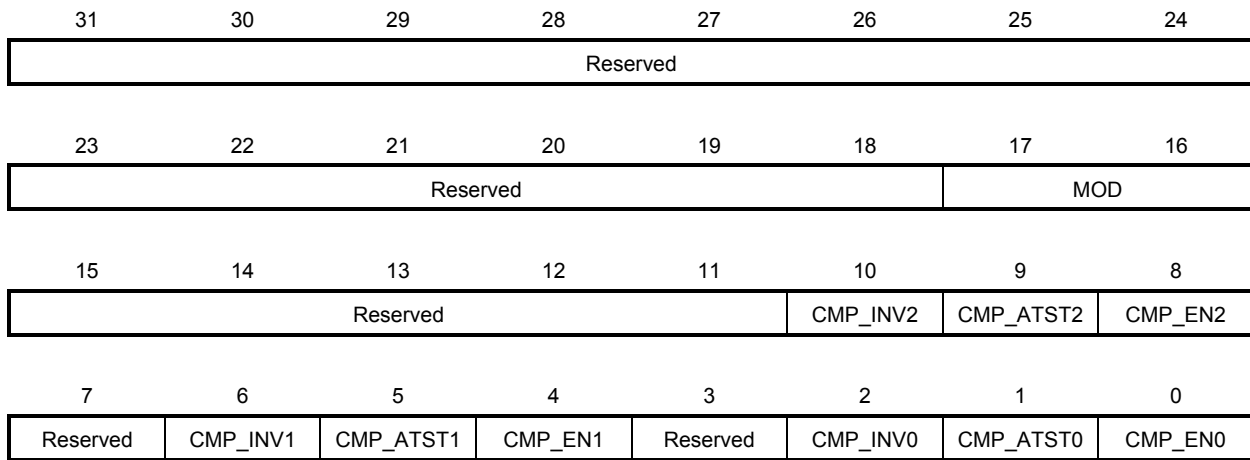 31 30 29 28 27 26 25 24
Reserved
23 22 21 20 19 18 17 16
Reserved MOD
15 14 13 12 11 10 9 8
Reserved CMP_INV2 CMP_ATST2 CMP_EN2
7 6 5 4 3 2 1 0
Reserved CMP_INV1 CMP_ATST1 CMP_EN1 Reserved CMP_INV0 CMP_ATST0 CMP_EN0